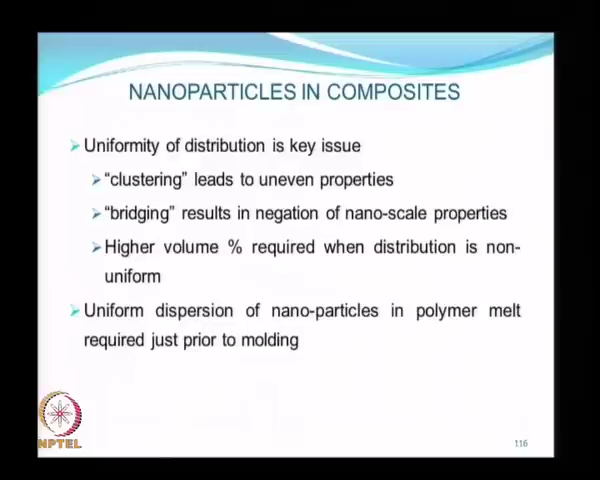 NANOPARTICLES IN COMPOSITES
Uniformity of distribution is key issue
"clustering" leads to uneven properties
"bridging" results in negation of nano-scale properties
Higher volume % required when distribution is non-
uniform
Uniform dispersion of nano-particles in polymer melt
required just prior to molding
NPTEL
116